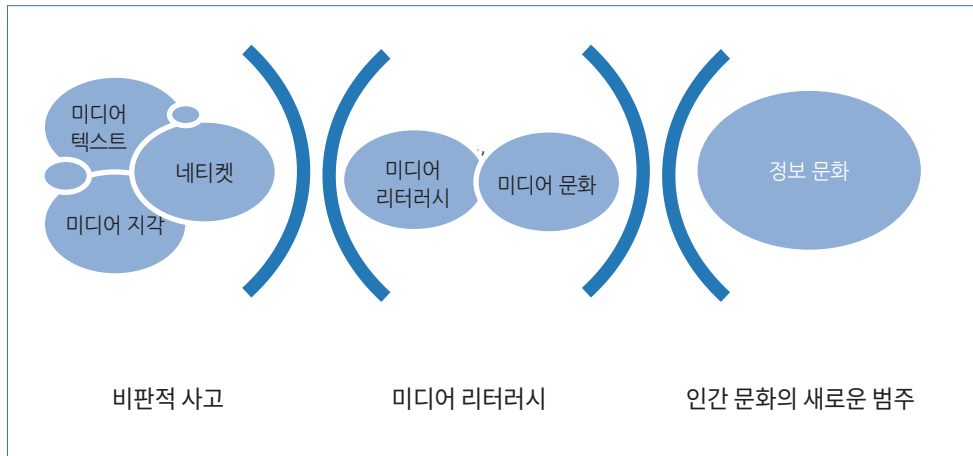 미디어
텍스트
네티켓
미디어 지각
미디어
리터러시
미디어 문화
정보 문화
비판적 사고
미디어 리터러시
인간 문화의 새로운 범주